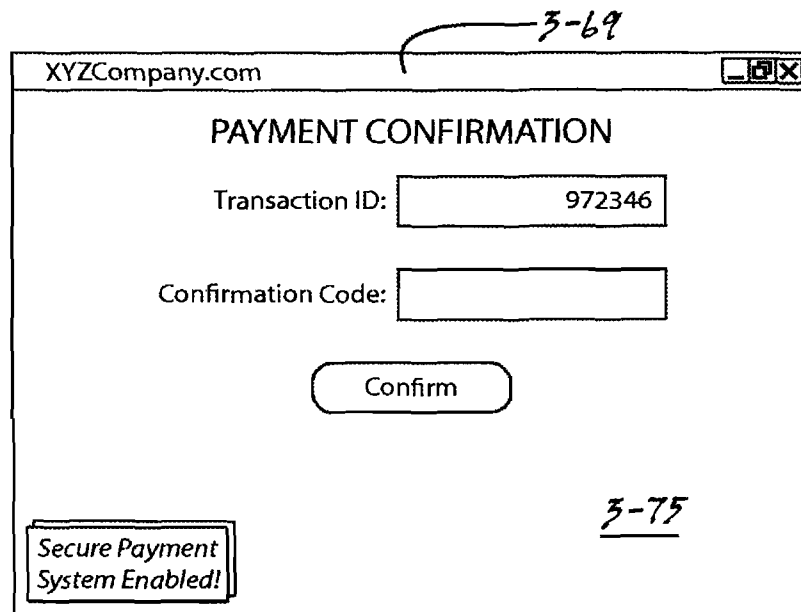 3-69
XYZCompany.com
PAYMENT CONFIRMATION
Transaction ID: 972346
Confirmation Code:
Confirm
3-75
Secure Payment
System Enabled!